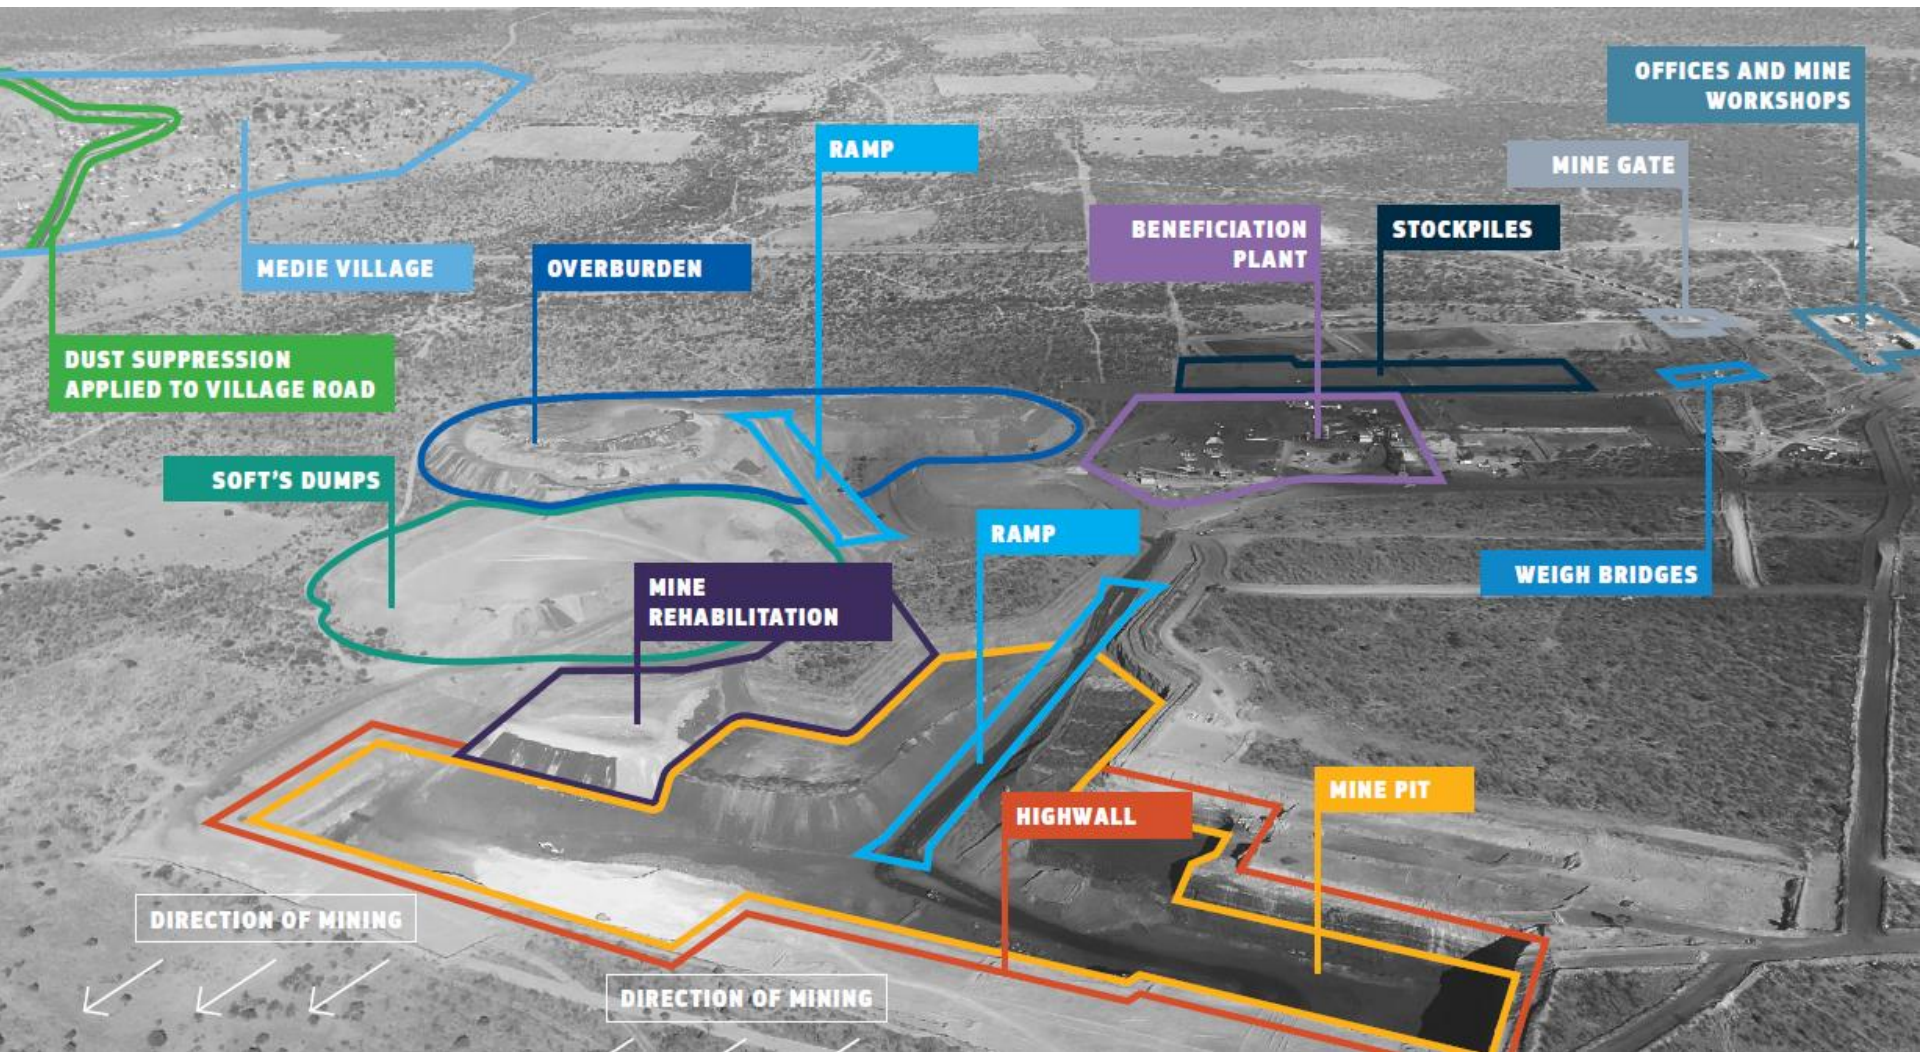 OFFICES AND MINE
WORKSHOPS
RAMP
MINE GATE
BENEFICIATION
PLANT
STOCKPILES
MEDIE VILLAGE
OVERBURDEN
DUST SUPPRESSION
APPLIED TO VILLAGE ROAD
SOFT'S DUMPS
RAMP
MINE
REHABILITATION
WEIGH BRIDGES
MINE PIT
HIGHWALL
DIRECTION OF MINING
DIRECTION OF MINING